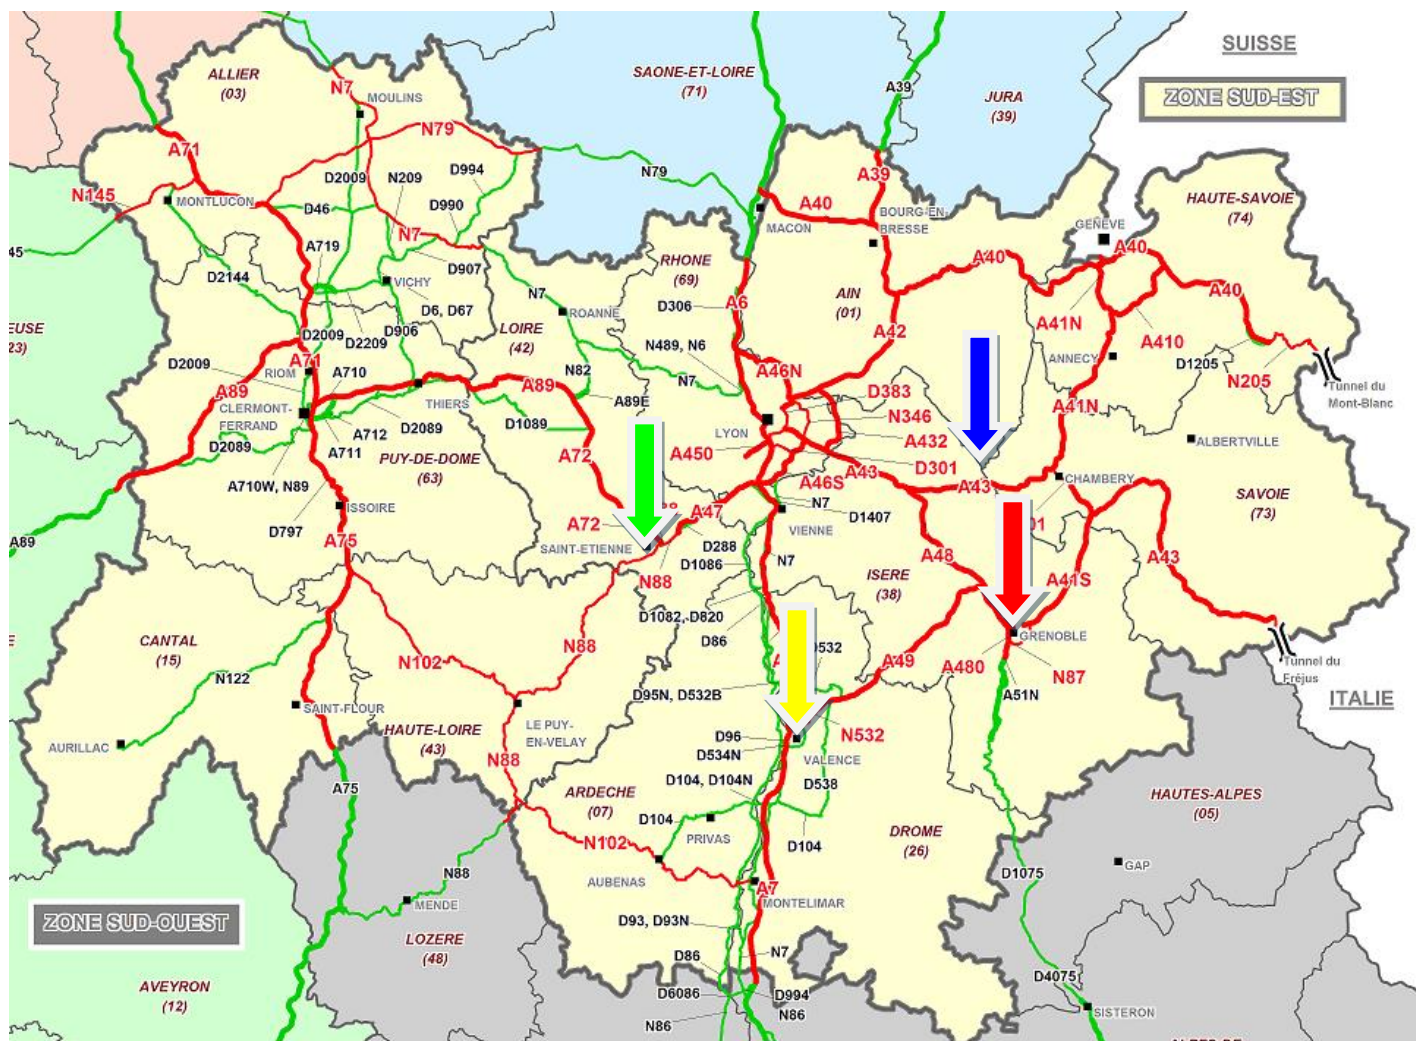 SUISSE
ZONE SUD-EST
ALLIER
(03)
SAONE-ET-LOIRE
(71)
JURA
(39)
A39
N7
MOULINS
N79
A71
D2009
N209
D994
N79
A39
HAUTE-SAVOIE
(74)
N145
MONTLUCON
D46
D990
A40
BOURG-EN-
BRESSE
MACON
GENÈVE
A40
N7
A719
D907
RHONE
(69)
A40
D2144
VICHY
N7
D306
A6
AIN
(01)
A40
D6, D67
ROANNE
A42
A41N
A410
EUSE
23)
D2009
D906
LOIRE
(42)
N489, N6
ANNECY
D1205
D2009
D2209
A71
RIOM
A710
N82
N7
A46N
N205
Tunnel du
Mont-Blanc
A89
A89
D383
CLERMONT-
FERRAND
THIERS
A89E
N346
A41N
A712
D2089
D1089
LYON
A432
ALBERTVILLE
D2089
A711
PUY-DE-DOME
(63)
A72
A450
D301
A710W, N89
A43
A43
CHAMBERY
A46S
SAVOIE
(73)
ISSOIRE
A47
N7
D1407
D797
A72
VIENNE
A75
SAINT-ETIENNE
D288
A48
A43
A89
N88
D1086
N7
ISERE
(38)
A41S
D1082, D820
D86
GRENOBLE
CANTAL
(15)
N102
N88
D532
A49
A480
N87
Tunnel du
Fréjus
N122
D95N, D532B
A51N
ITALIE
SAINT-FLOUR
HAUTE-LOIRE
(43)
LE PUY-
EN-VELAY
D96
D534N
N532
AURILLAC
N88
VALENCE
A75
D104, D104N
D538
ARDECHE
(07)
HAUTES-ALPES
(05)
D104
PRIVAS
DROME
(26)
N102
D104
N88
AUBENAS
D1075
GAP
A7
MENDE
MONTELIMAR
ZONE SUD-OUEST
D93, D93N
LOZERE
(48)
N7
D86
D4075
AVEYRON
(12)
D6086
D994
N86
N86
SISTERON